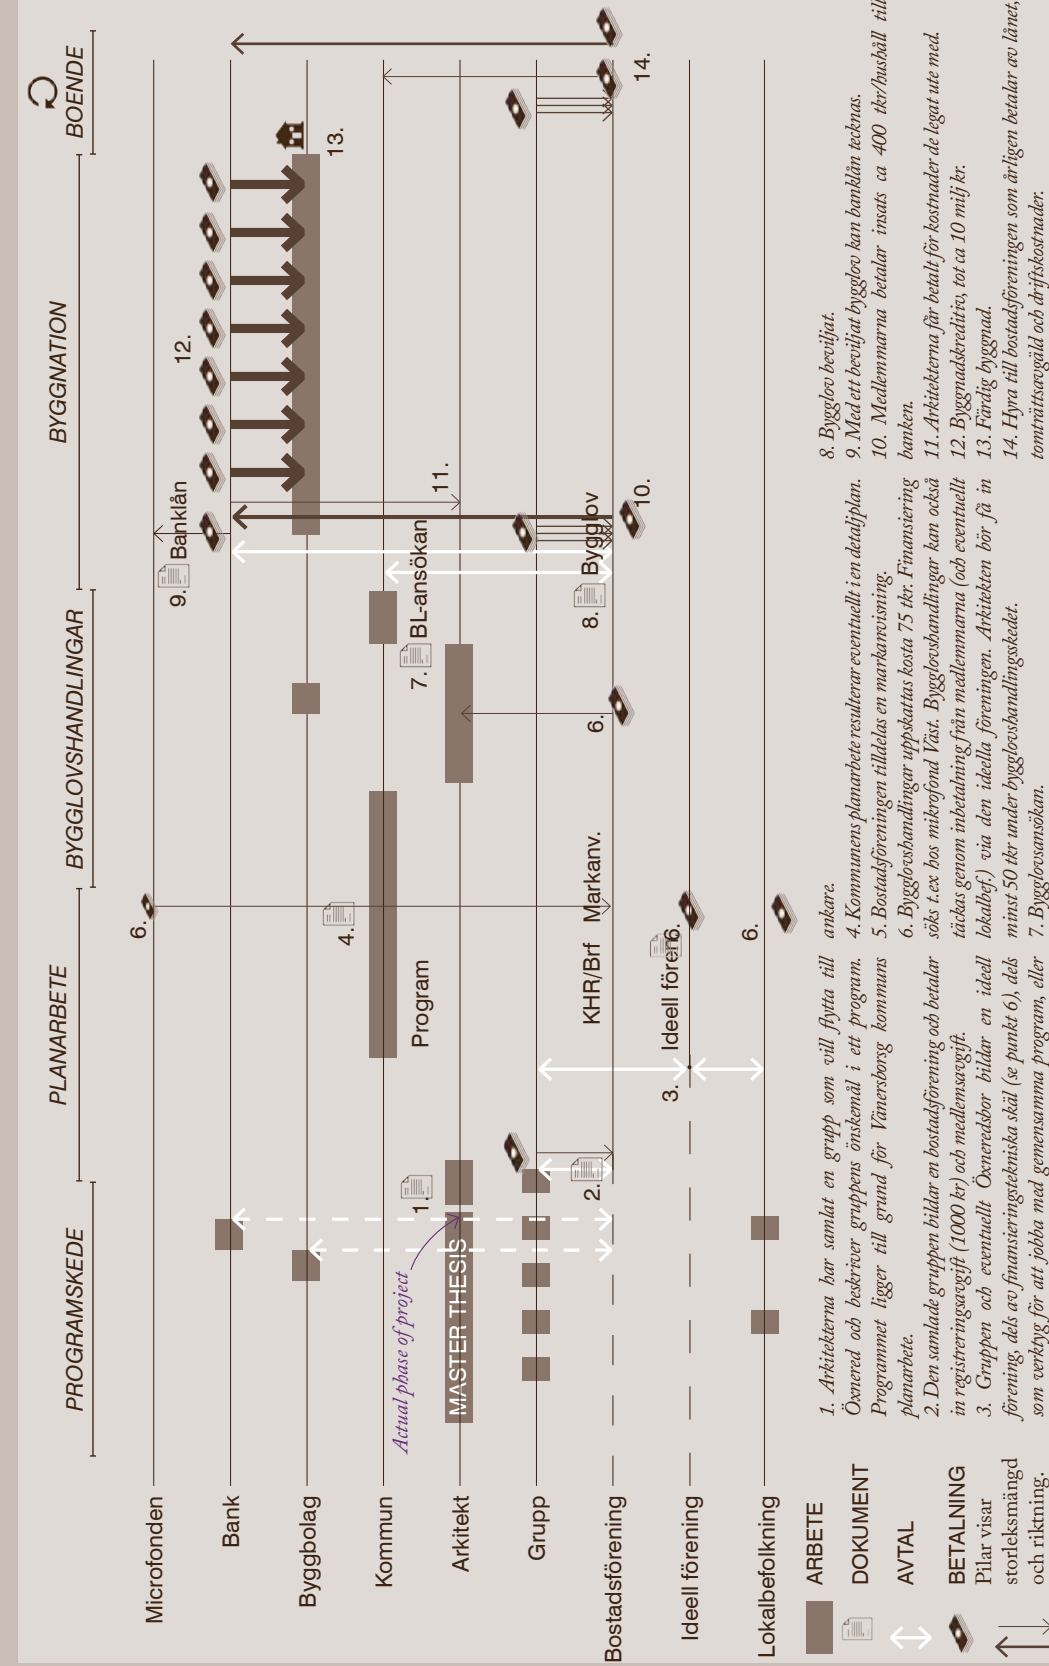 PROGRAMSKEDE
PLANARBETE
BYGGLOVSHANDLINGAR
BYGGNATION
BOENDE
Microfonden
6.
9. Banklån
12.
Bank
Byggbolag
13.
4.
Kommun
Program
1.
7. BL-ansökan
11.
Actual phase of project
Arkitekt
MASTER THESIS
Grupp
2.
KHR/Brf
Markanv.
6.
8. Bygglov
10.
14.
Bostadsförening
3.
Ideell fören.
6.
Ideell förening
6.
Lokalbefolkning
ARBETE
DOKUMENT
AVTAL
BETALNING
Pilar visar
storleksmängd
och riktning.
1. Arkitekterna har samlat en grupp som vill flytta till
Öxnered och beskriver gruppens önskemål i ett program.
Programmet ligger till grund för Vänersborsg kommuns
planarbete.
2. Den samlade gruppen bildar en bostadsförening och betalar
in registreringsavgift (1000 kr) och medlemsavgift.
3. Gruppen och eventuellt Öxneredsbor bildar en ideell
förening, dels av finansieringstekniska skäl (se punkt 6), dels
som verktyg för att jobba med gemensamma program, eller
ankare.
4. Kommunens planarbete resulterar eventuellt i en detaljplan.
5. Bostadsföreningen tilldelas en markanvisning.
6. Bygglovshandlingar uppskattas kosta 75 tkr. Finansiering
söks t.ex hos mikrofond Väst. Bygglovshandlingar kan också
täckas genom inbetalning från medlemmarna (och eventuellt
lokalbef.) via den ideella föreningen. Arkitekten bör få in
minst 50 tkr under bygglovshandlingskedet.
7. Bygglovsansökan.
8. Bygglov beviljat.
9. Med ett beviljat bygglov kan banklån tecknas.
10. Medlemmarna betalar insats ca 400 tkr/hushåll till
banken.
11. Arkitekterna får betalt för kostnader de legat ute med.
12. Byggnadskreditiv, tot ca 10 milj kr.
13. Färdig byggnad.
14. Hyra till bostadsföreningen som årligen betalar av lånet,
tomträttsavgäld och driftskostnader.